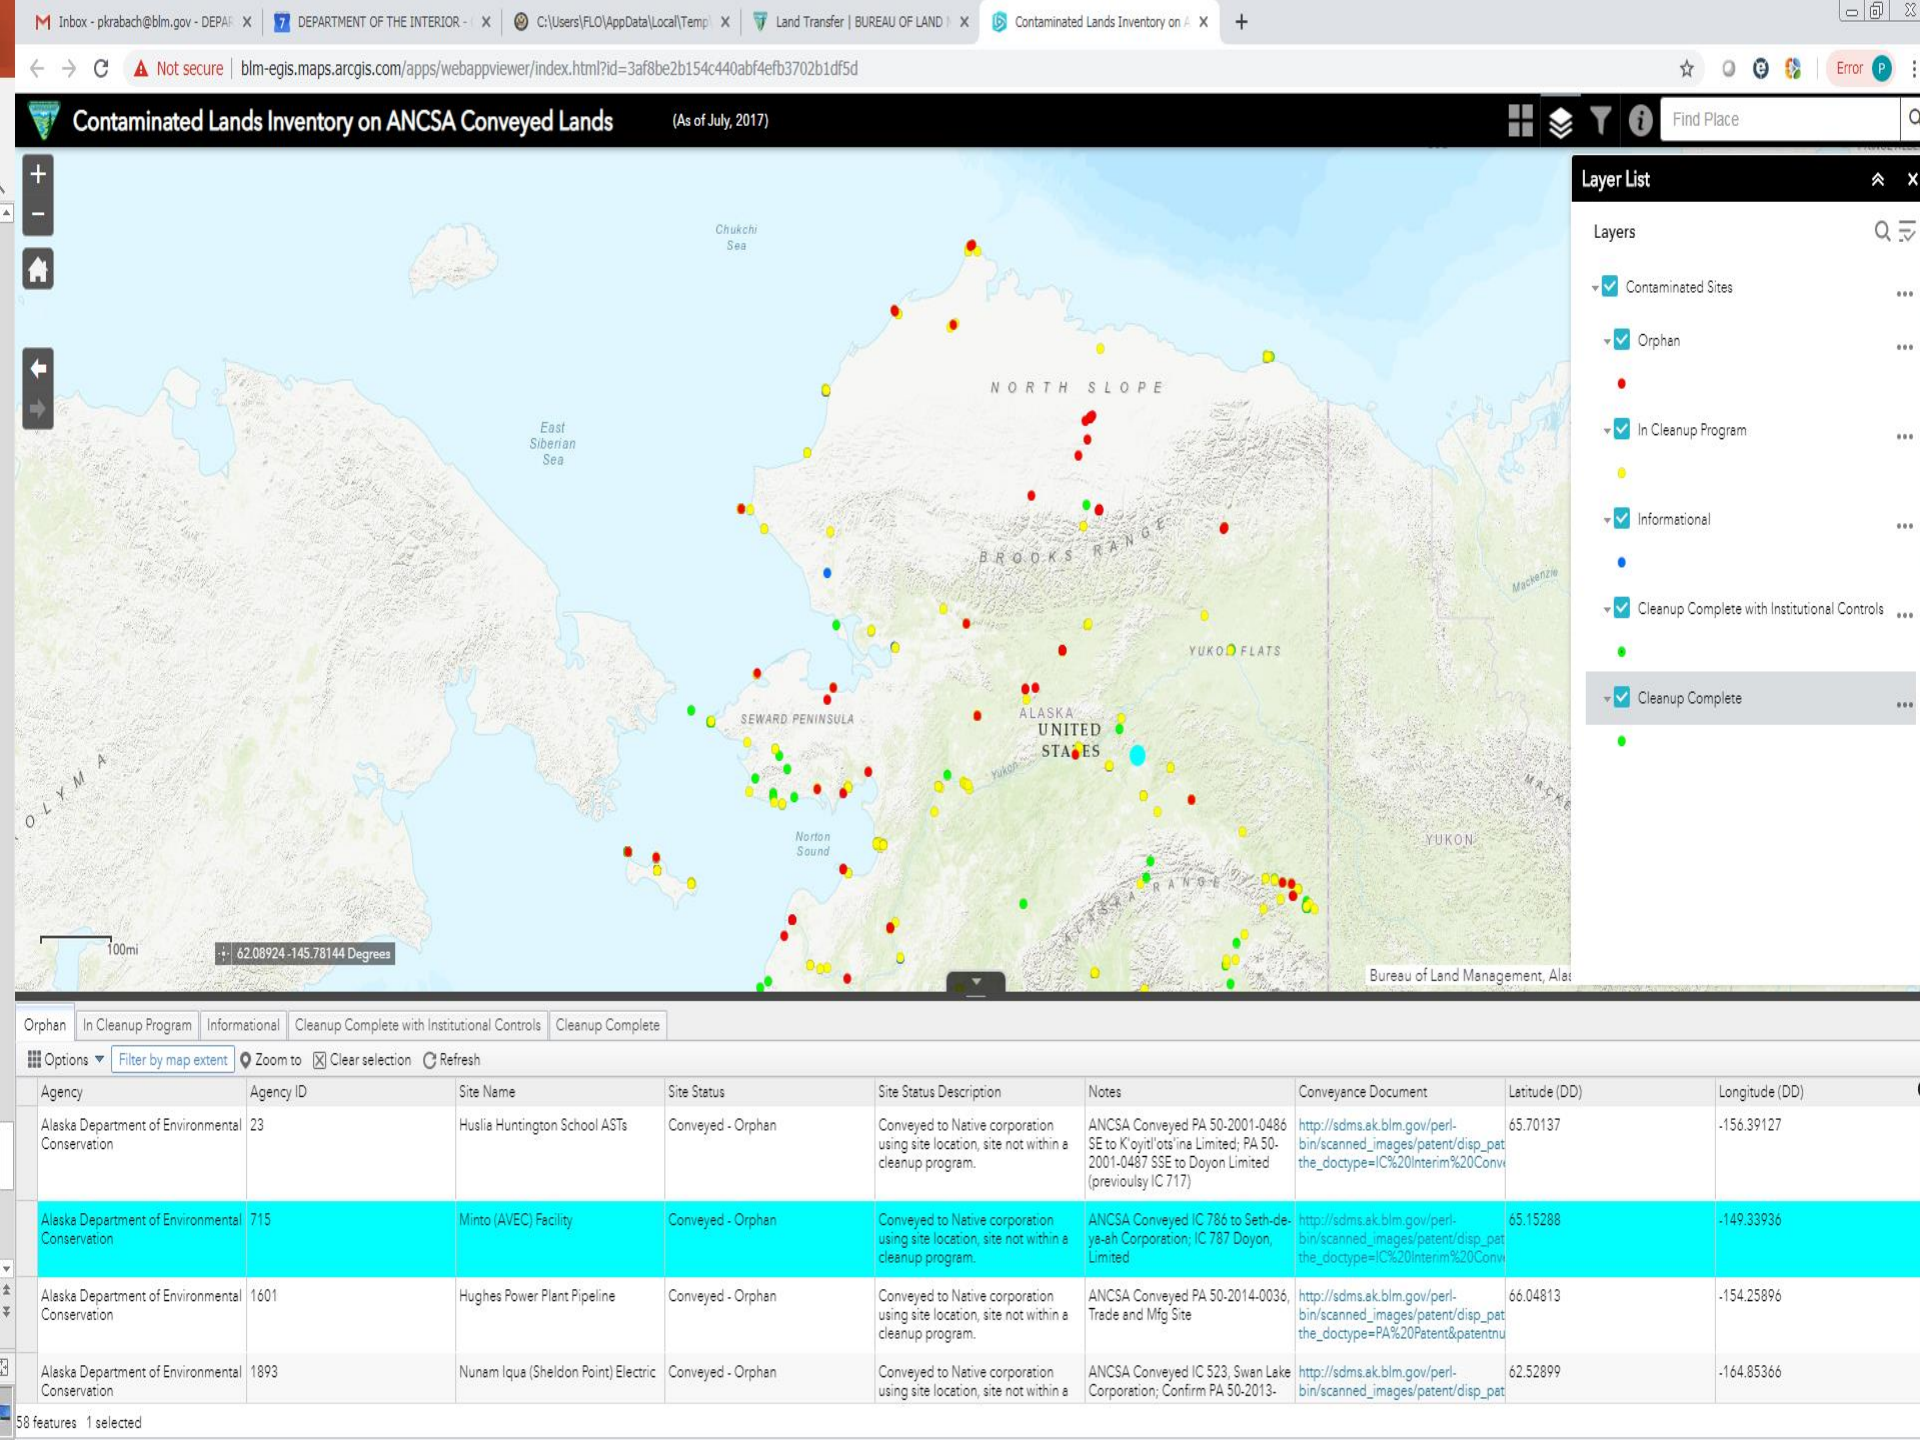 Inbox - pkrabach@blm.gov - DEPAR
DEPARTMENT OF THE INTERIOR -
C:\Users\FLO\AppData\Local\Temp
Land Transfer | BUREAU OF LAND
Contaminated Lands Inventory on A
Not secure | blm-egis.maps.arcgis.com/apps/webappviewer/index.html?id=3af8be2b154c440abf4efb3702b1df5d
Error P
Contaminated Lands Inventory on ANCSA Conveyed Lands
(As of July, 2017)
Find Place
Layer List
Layers
Contaminated Sites
Orphan
In Cleanup Program
Informational
Cleanup Complete with Institutional Controls
Cleanup Complete
Chukchi
Sea
NORTH SLOPE
East
Siberian
Sea
BROOKS RANGE
Mackenzie
YUKON FLATS
SEWARD PENINSULA
ALASKA
UNITED
STATES
Yukon
OLYMA
MACKE
Norton
Sound
YUKON
ALASKA RANGE
100mi
62.08924 -145.78144 Degrees
Bureau of Land Management, Alas
Orphan In Cleanup Program Informational Cleanup Complete with Institutional Controls Cleanup Complete
Options Filter by map extent Zoom to Clear selection Refresh
Agency Agency ID Site Name Site Status Site Status Description Notes Conveyance Document Latitude (DD) Longitude (DD)
Alaska Department of Environmental 23 Huslia Huntington School ASTs Conveyed - Orphan Conveyed to Native corporation ANCSA Conveyed PA 50-2001-0486 http://sdms.ak.blm.gov/perl- 65.70137 -156.39127
Conservation using site location, site not within a SE to K'oyitl'ots'ina Limited; PA 50- bin/scanned_images/patent/disp_pat
cleanup program. 2001-0487 SSE to Doyon Limited the_doctype=IC%20Interim%20Conv
(previoulsy IC 717)
Alaska Department of Environmental 715 Minto (AVEC) Facility Conveyed - Orphan Conveyed to Native corporation ANCSA Conveyed IC 786 to Seth-de- http://sdms.ak.blm.gov/perl- 65.15288 -149.33936
Conservation using site location, site not within a ya-ah Corporation; IC 787 Doyon, bin/scanned_images/patent/disp_pat
cleanup program. Limited the_doctype=IC%20Interim%20Conv
Alaska Department of Environmental 1601 Hughes Power Plant Pipeline Conveyed - Orphan Conveyed to Native corporation ANCSA Conveyed PA 50-2014-0036, http://sdms.ak.blm.gov/perl- 66.04813 -154.25896
Conservation using site location, site not within a Trade and Mfg Site bin/scanned_images/patent/disp_pat
cleanup program. the_doctype=PA%20Patent&patentnu
Alaska Department of Environmental 1893 Nunam Iqua (Sheldon Point) Electric Conveyed - Orphan Conveyed to Native corporation ANCSA Conveyed IC 523, Swan Lake http://sdms.ak.blm.gov/perl- 62.52899 -164.85366
Conservation using site location, site not within a Corporation; Confirm PA 50-2013- bin/scanned_images/patent/disp_pat
58 features 1 selected